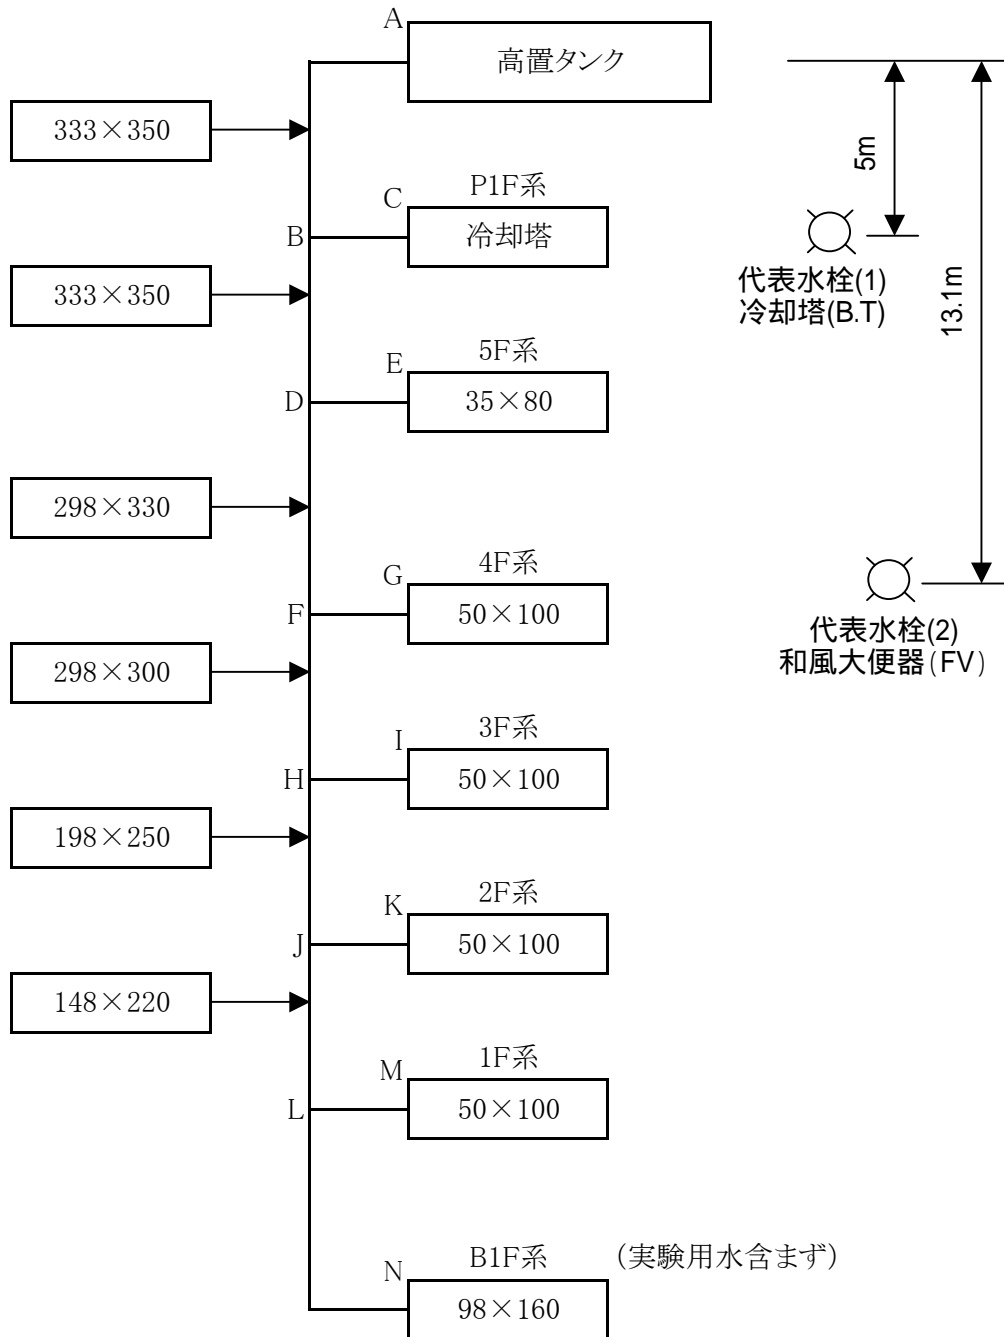 A
高置タンク
333×350
5m
C
P1F系
B
冷却塔
代表水栓(1)
冷却塔(B.T)
13.1m
333×350
5F系
E
D
35×80
298×330
4F系
G
F
50×100
代表水栓(2)
和風大便器(FV)
298×300
3F系
I
H
50×100
198×250
2F系
K
J
50×100
148×220
1F系
M
L
50×100
B1F系
(実験用水含まず)
N
98×160